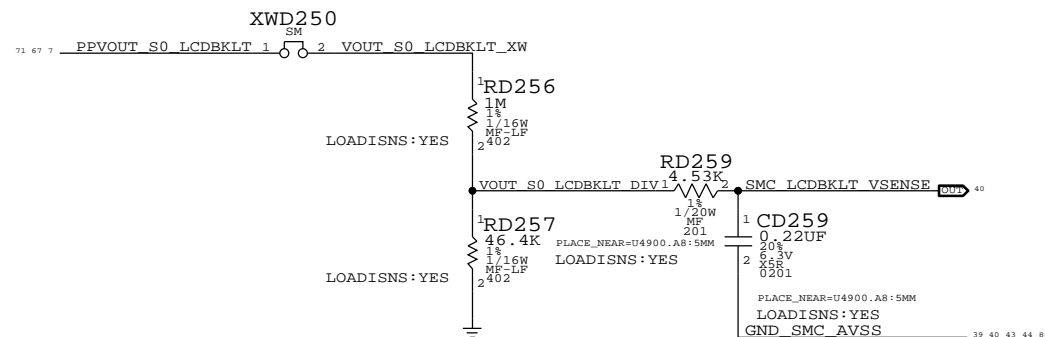 XWD250
SM
71 67 7 PPVOUT_S0_LCDBKLT 1 2 VOUT_S0_LCDBKLT_XW
1
RD256
1M
1%
1/16W
MF-LF
402
2
LOADISNS:YES
RD259
4.53K
VOUT_S0_LCDBKLT_DIV 1 2 SMC_LCDBKLT_VSENSE OUT 40
1%
1/20W
MF
201
PLACE_NEAR=U4900.A8:5MM
LOADISNS:YES
1
RD257
46.4K
1%
1/16W
MF-LF
402
2
LOADISNS:YES
1
CD259
0.22UF
20%
6.3V
X5R
0201
2
PLACE_NEAR=U4900.A8:5MM
LOADISNS:YES
GND_SMC_AVSS 39 40 43 44